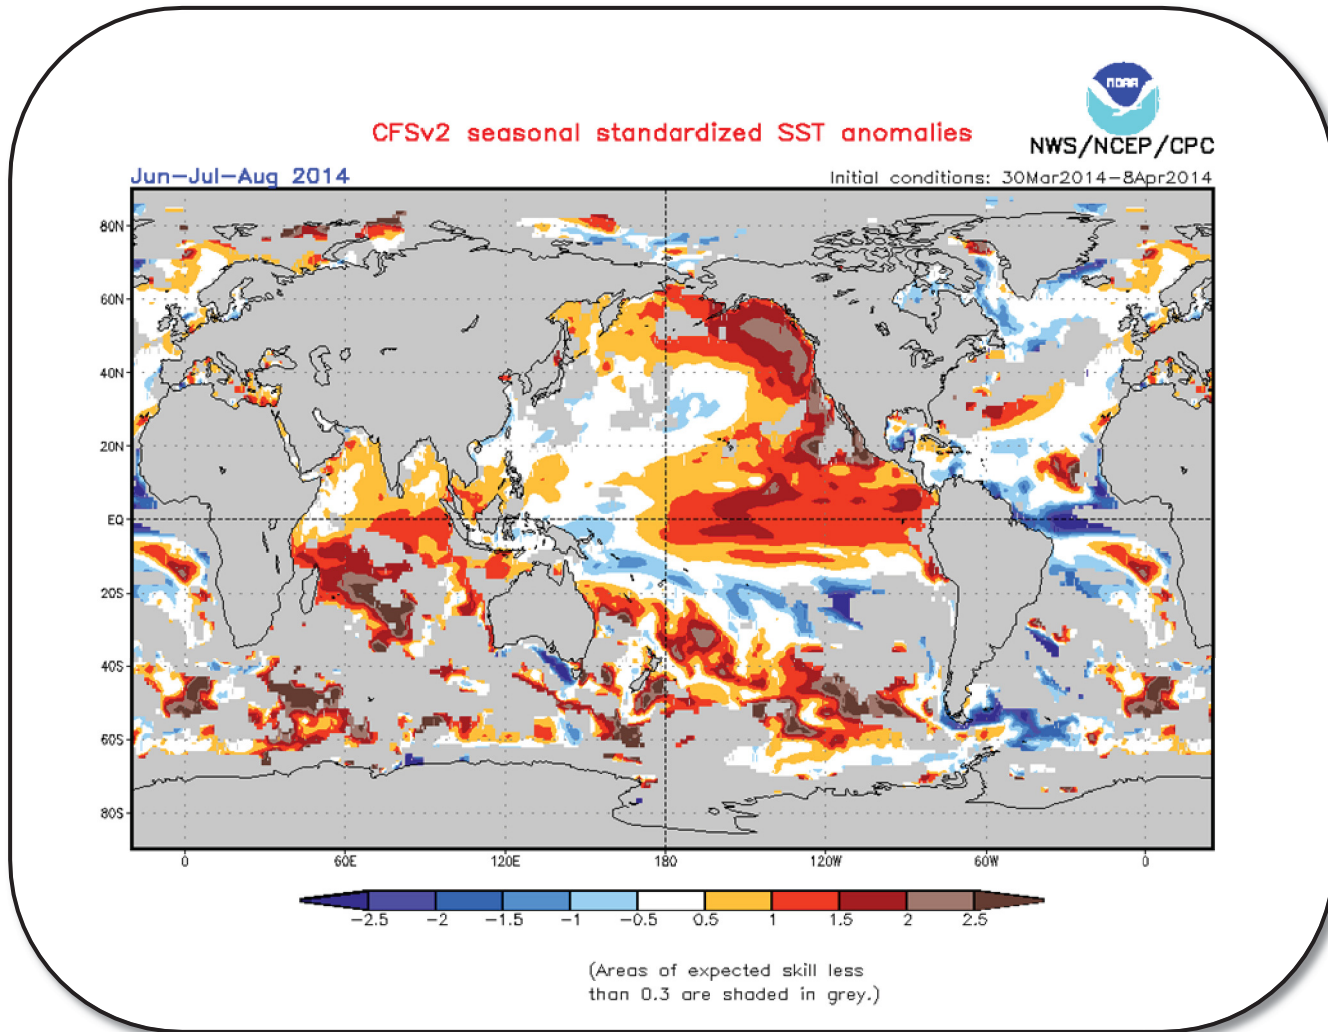 NOAA
CFSv2 seasonal standardized SST anomalies
NWS/NCEP/CPC
Jun-Jul-Aug 2014
Initial conditions: 30Mar2014-8Apr2014
80N
60N
40N
20N
EQ
20S
40S
60S
80S
0 60E 120E 180 120W 60W 0
-2.5 -2 -1.5 -1 -0.5 0.5 1 1.5 2 2.5
(Areas of expected skill less
than 0.3 are shaded in grey.)